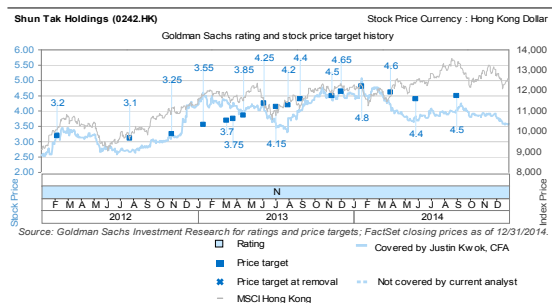 Shun Tak Holdings (0242.HK) Stock Price Currency : Hong Kong Dollar
Goldman Sachs rating and stock price target history
6.00 5.50 5.00 4.50 4.00 3.50 3.00 2.50 2.00
Stock Price
3.2 3.1 3.25 3.55 3.7 3.75 3.85 4.25 4.15 4.2 4.4 4.5 4.65 4.8 4.6 4.4 4.5
14,000 13,000 12,000 11,000 10,000 9,000 8,000
Index Price
N
F M A M J J A S O N D J F M A M J J A S O N D J F M A M J J A S O N D
2012 2013 2014
Source: Goldman Sachs Investment Research for ratings and price targets; FactSet closing prices as of 12/31/2014.
Rating
Price target
Price target at removal
MSCI Hong Kong
Covered by Justin Kwok, CFA
Not covered by current analyst